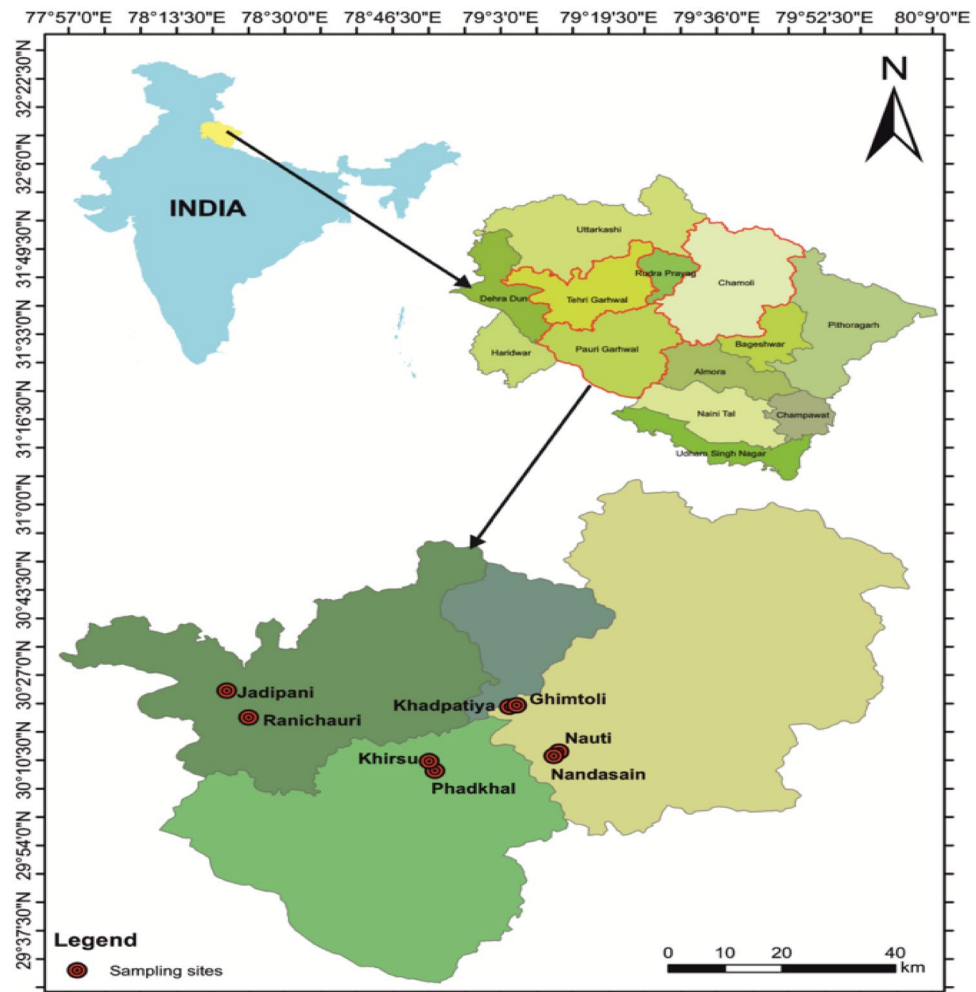 77°57'0"E 78°13'30"E 78°30'0"E 78°46'30"E 79°3'0"E 79°19'30"E 79°36'0"E 79°52'30"E 80°9'0"E
32°22'30"N
32°6'0"N
31°49'30"N
31°33'0"N
31°16'30"N
31°0'0"N
30°43'30"N
30°27'0"N
30°10'30"N
29°54'0"N
29°37'30"N
N
INDIA
Uttarkashi
Rudra Prayag
Dehra Dun
Tehri Garhwal
Chamoli
Pithoragarh
Haridwar
Pauri Garhwal
Bageshwar
Almora
Naini Tal
Champawat
Udham Singh Nagar
Jadipani
Ranichauri
Khadpatiya
Ghimtoli
Khirsu
Phadkhal
Nauti
Nandasain
Legend
Sampling sites
0 10 20 40
km